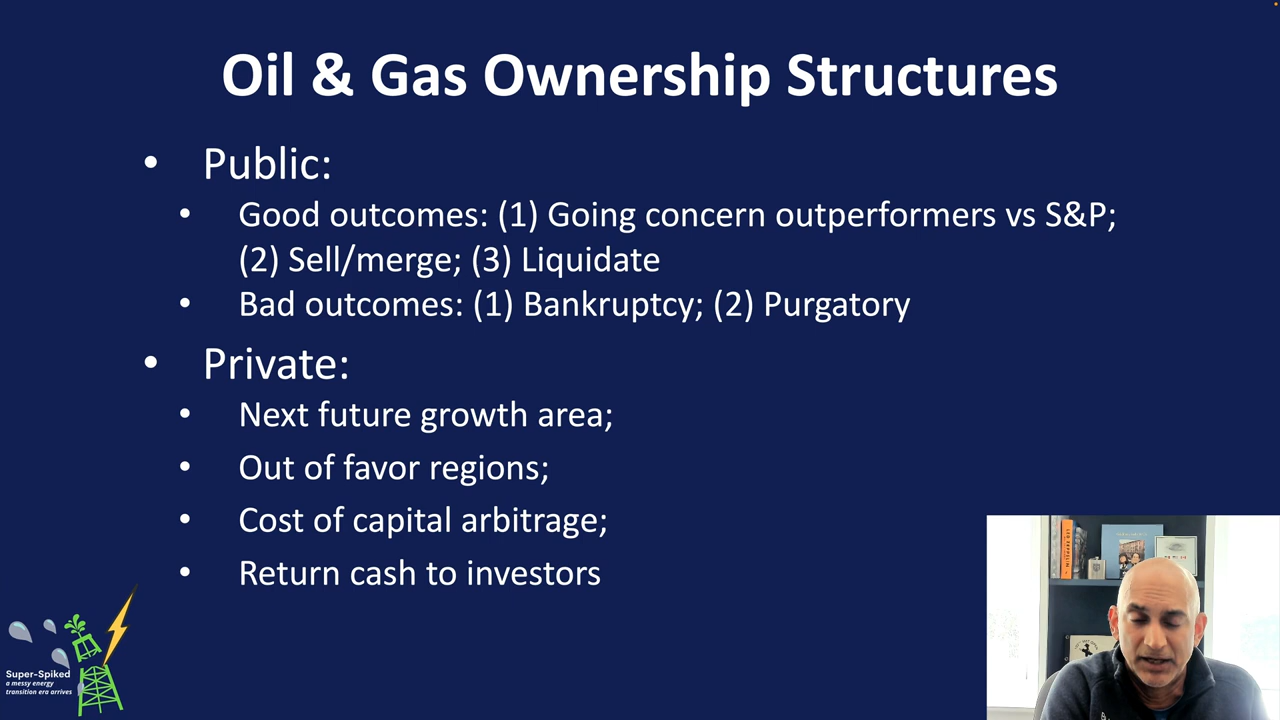 Oil & Gas Ownership Structures
• Public:
• Good outcomes: (1) Going concern outperformers vs S&P;
(2) Sell/merge; (3) Liquidate
• Bad outcomes: (1) Bankruptcy; (2) Purgatory
• Private:
• Next future growth area;
• Out of favor regions;
• Cost of capital arbitrage;
• Return cash to investors
Super-Spiked
a messy energy
transition era arrives